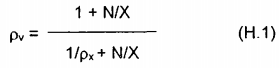 1 + N/X
ρᵥ = (H.1)
1/ρₓ + N/X